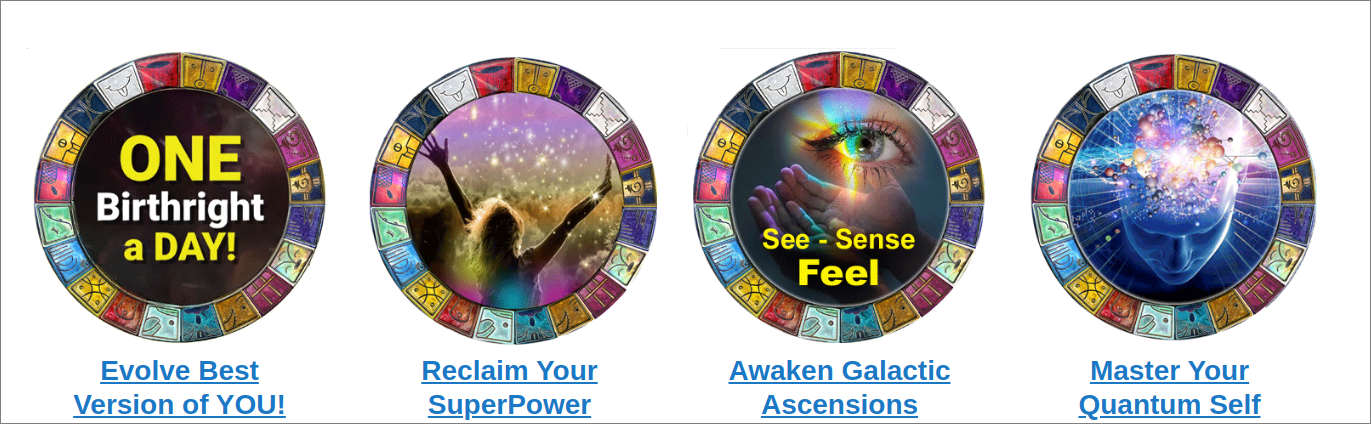 ONE
Birthright
a DAY!
See - Sense
Feel
Evolve Best
Version of YOU!
Reclaim Your
SuperPower
Awaken Galactic
Ascensions
Master Your
Quantum Self